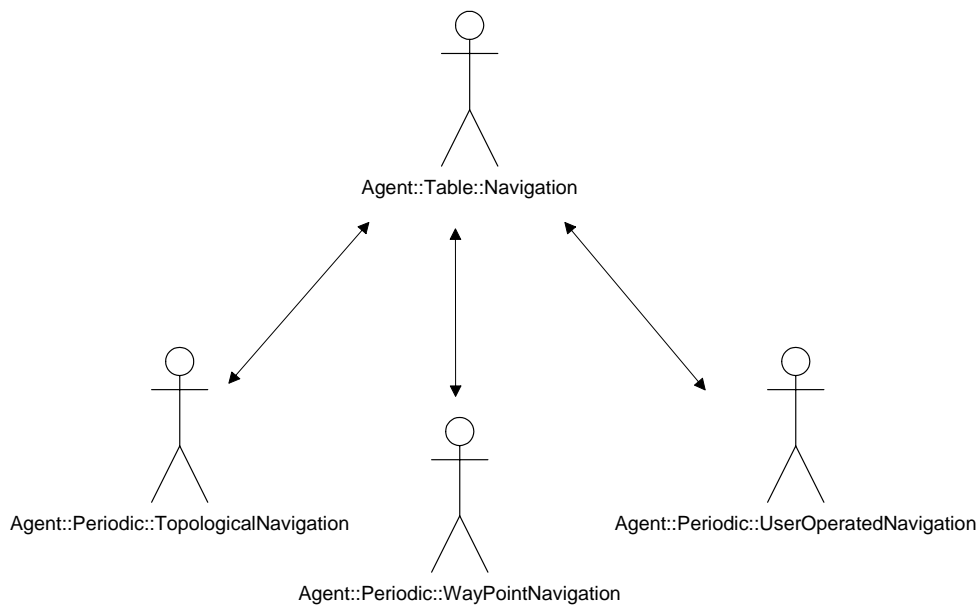 Agent::Table::Navigation
Agent::Periodic::TopologicalNavigation
Agent::Periodic::UserOperatedNavigation
Agent::Periodic::WayPointNavigation